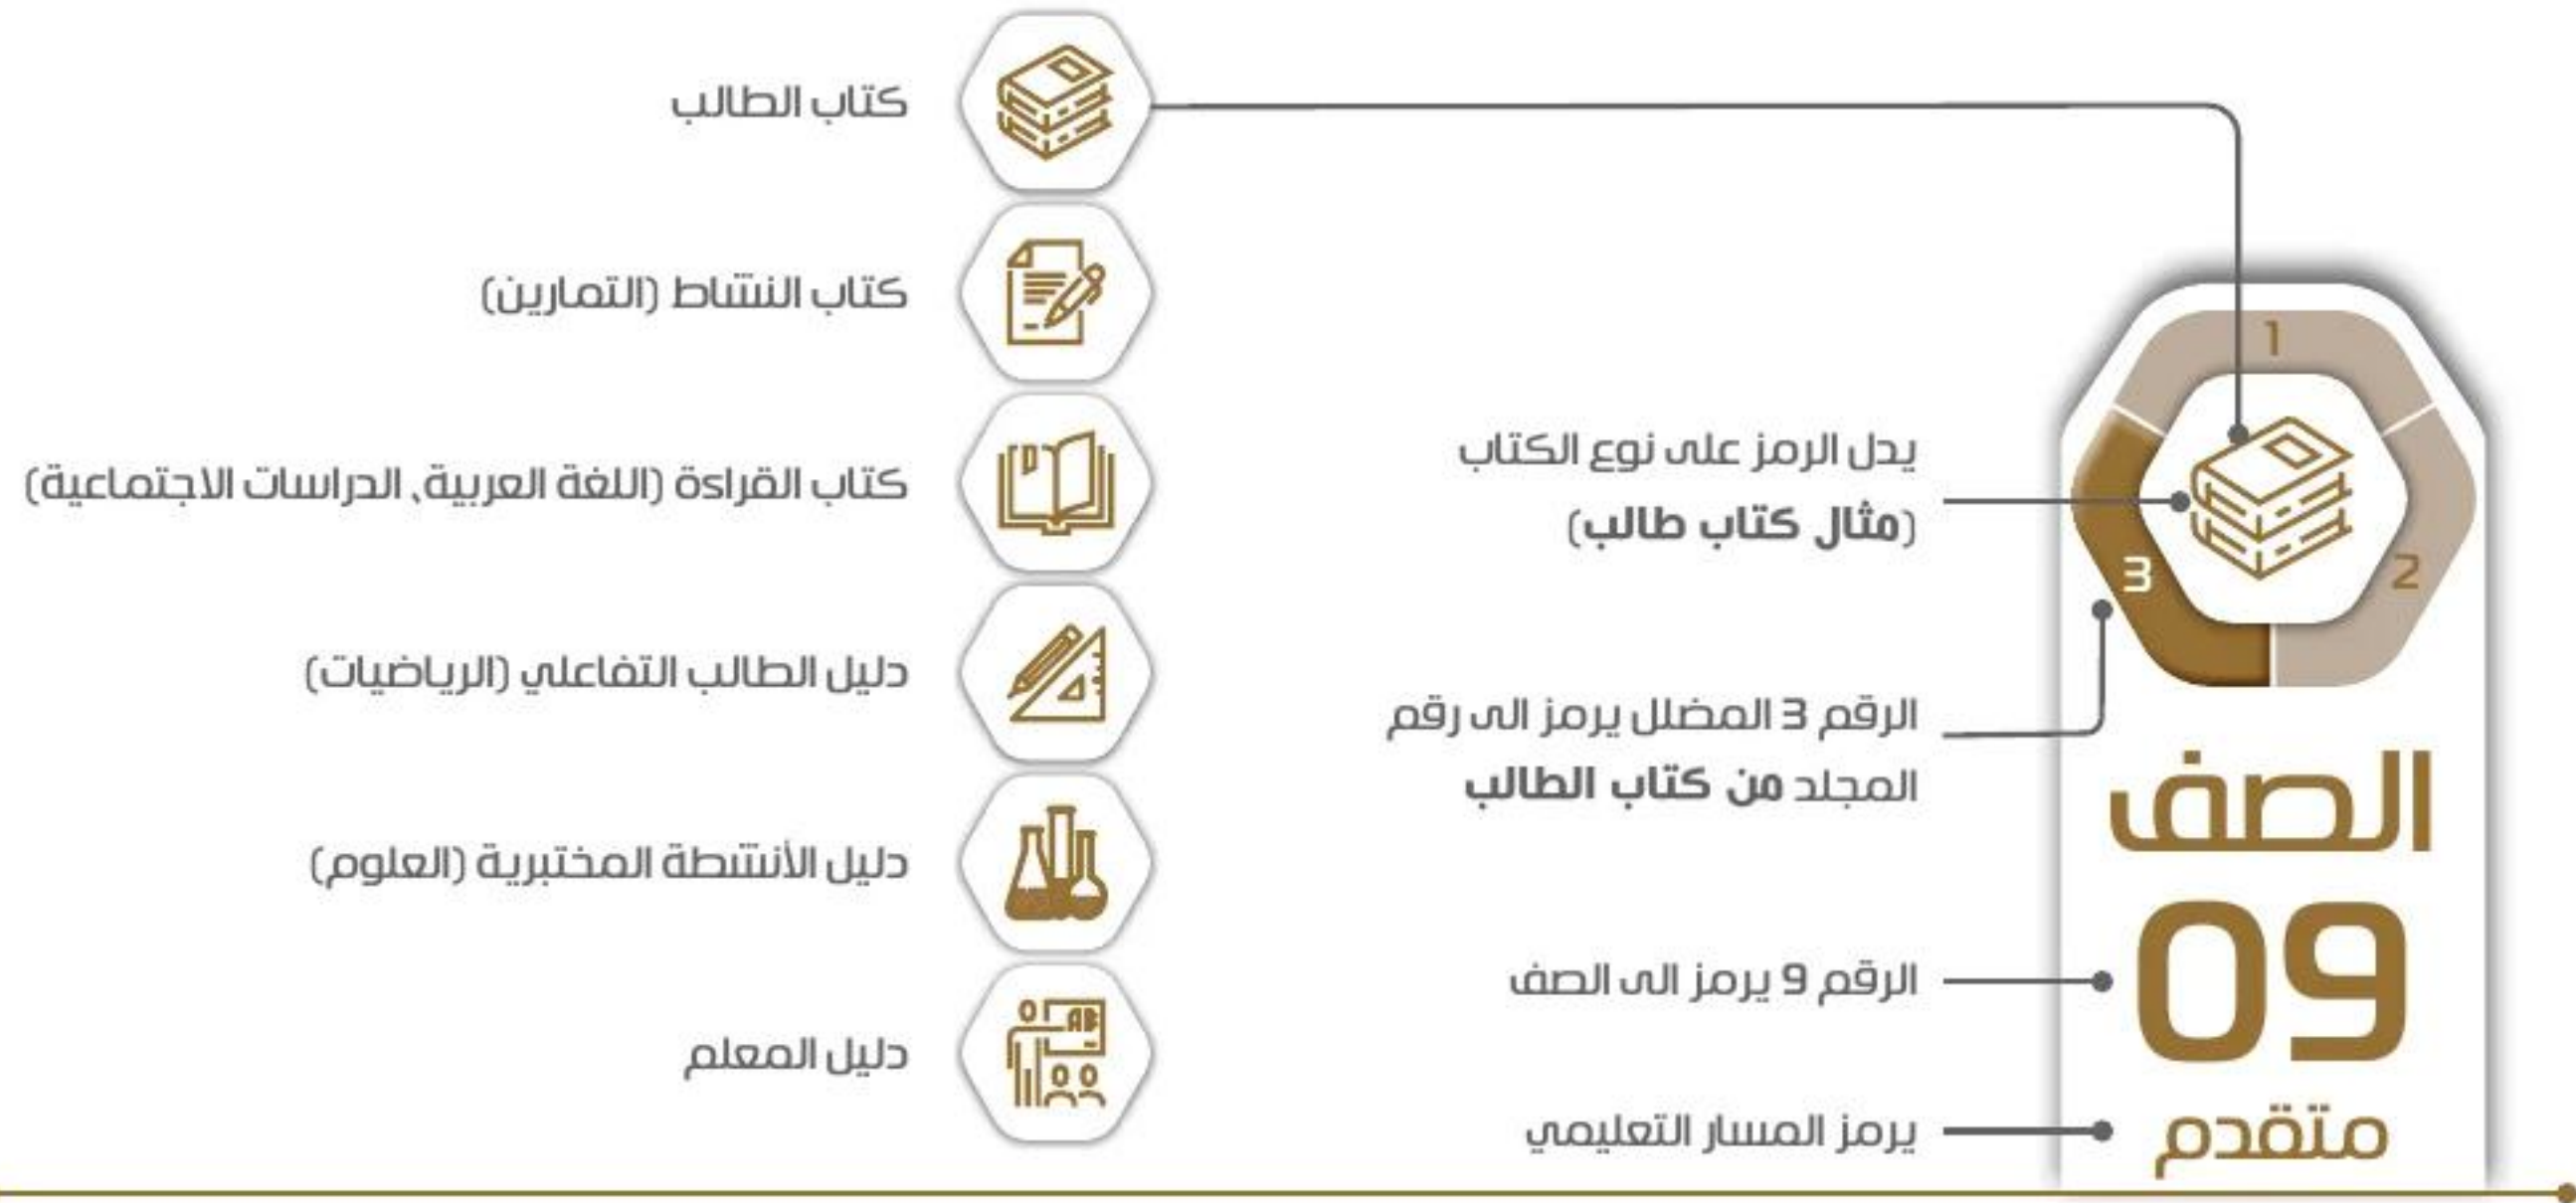 1
2
3
الصف
09
متقدم
يدل الرمز على نوع الكتاب
(مثال كتاب طالب)
الرقم 3 المضلل يرمز الى رقم
المجلد من كتاب الطالب
الرقم 9 يرمز الى الصف
يرمز المسار التعليمي
كتاب الطالب
كتاب النشاط (التمارين)
كتاب القراءة (اللغة العربية، الدراسات الاجتماعية)
دليل الطالب التفاعلي (الرياضيات)
دليل الأنشطة المختبرية (العلوم)
AB
دليل المعلم